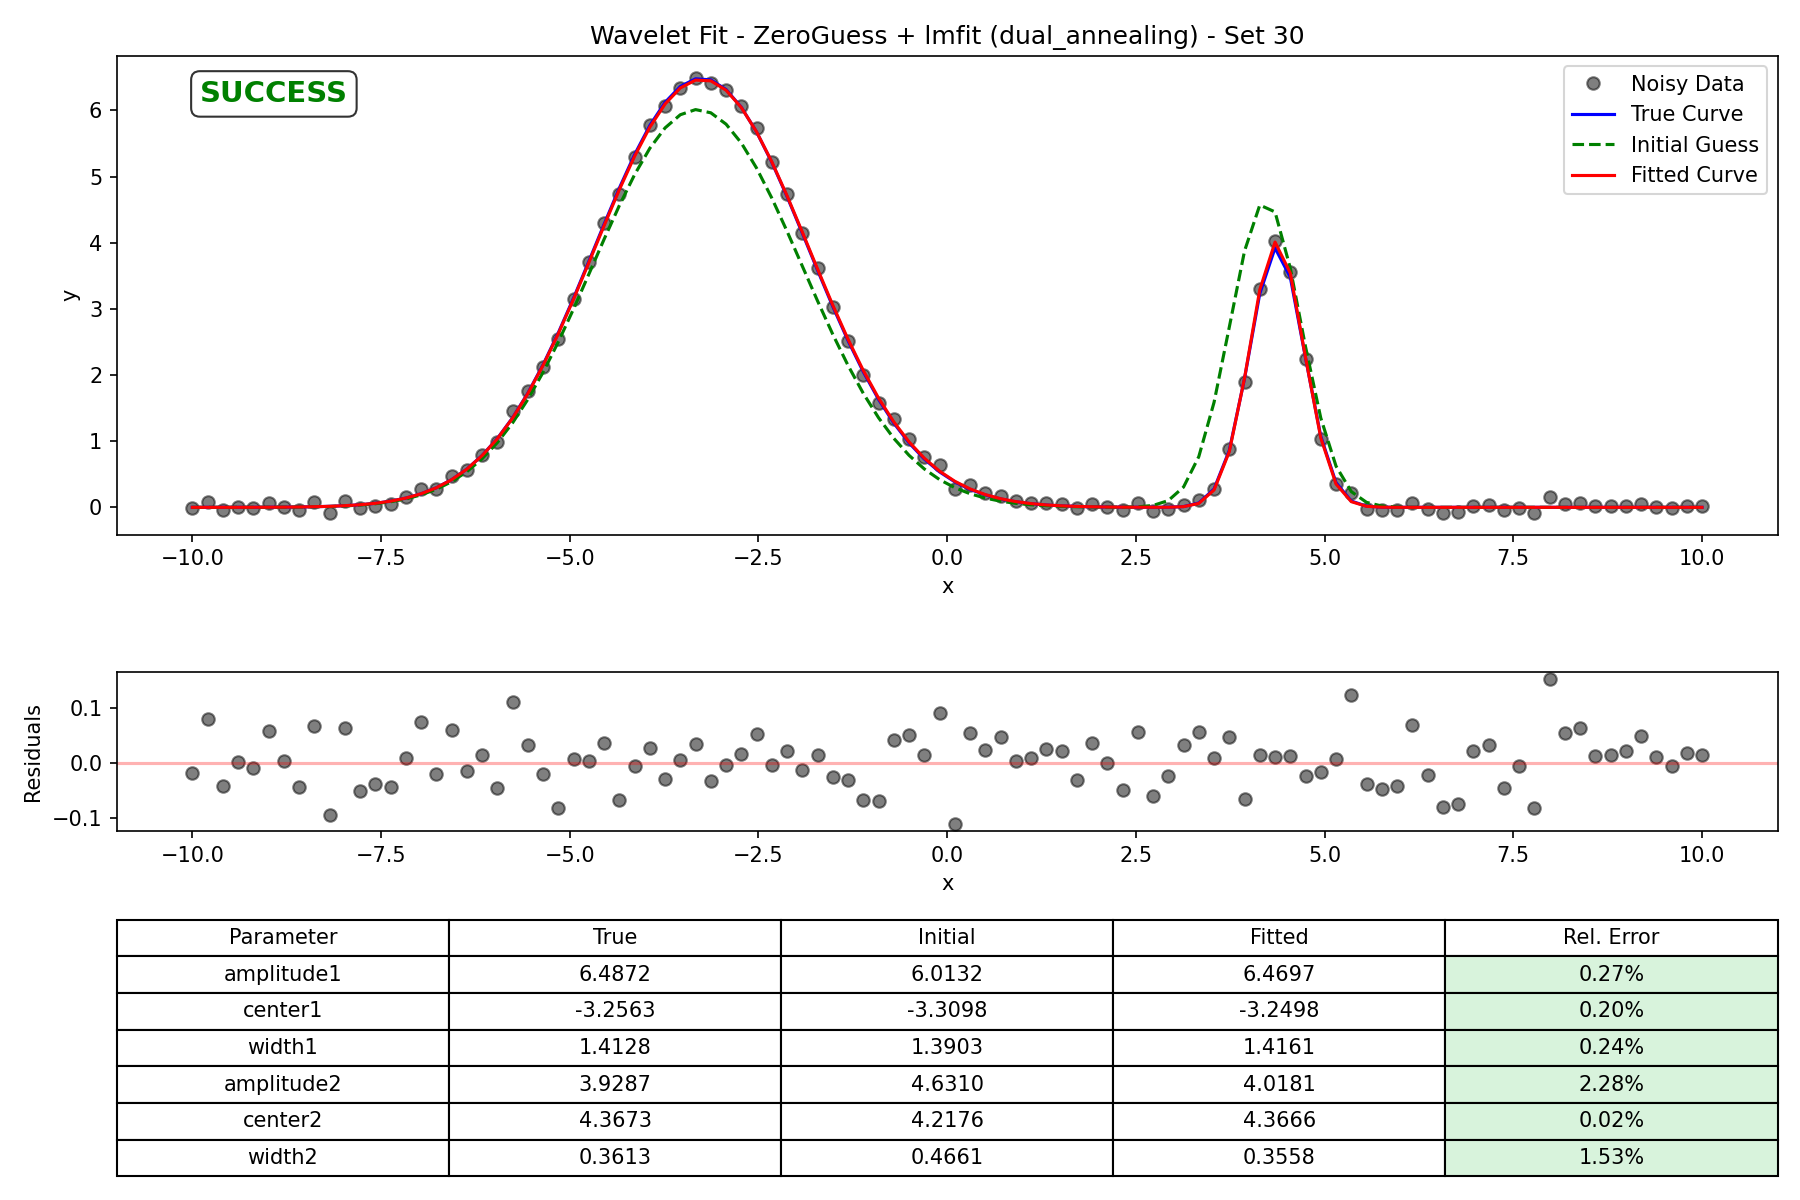 Wavelet Fit - ZeroGuess + lmfit (dual_annealing) - Set 30
SUCCESS
Noisy Data
True Curve
Initial Guess
Fitted Curve
y
6
5
4
3
2
1
0
−10.0 −7.5 −5.0 −2.5 0.0 2.5 5.0 7.5 10.0
x
Residuals
0.1
0.0
−0.1
−10.0 −7.5 −5.0 −2.5 0.0 2.5 5.0 7.5 10.0
x
Parameter True Initial Fitted Rel. Error
amplitude1 6.4872 6.0132 6.4697 0.27%
center1 -3.2563 -3.3098 -3.2498 0.20%
width1 1.4128 1.3903 1.4161 0.24%
amplitude2 3.9287 4.6310 4.0181 2.28%
center2 4.3673 4.2176 4.3666 0.02%
width2 0.3613 0.4661 0.3558 1.53%